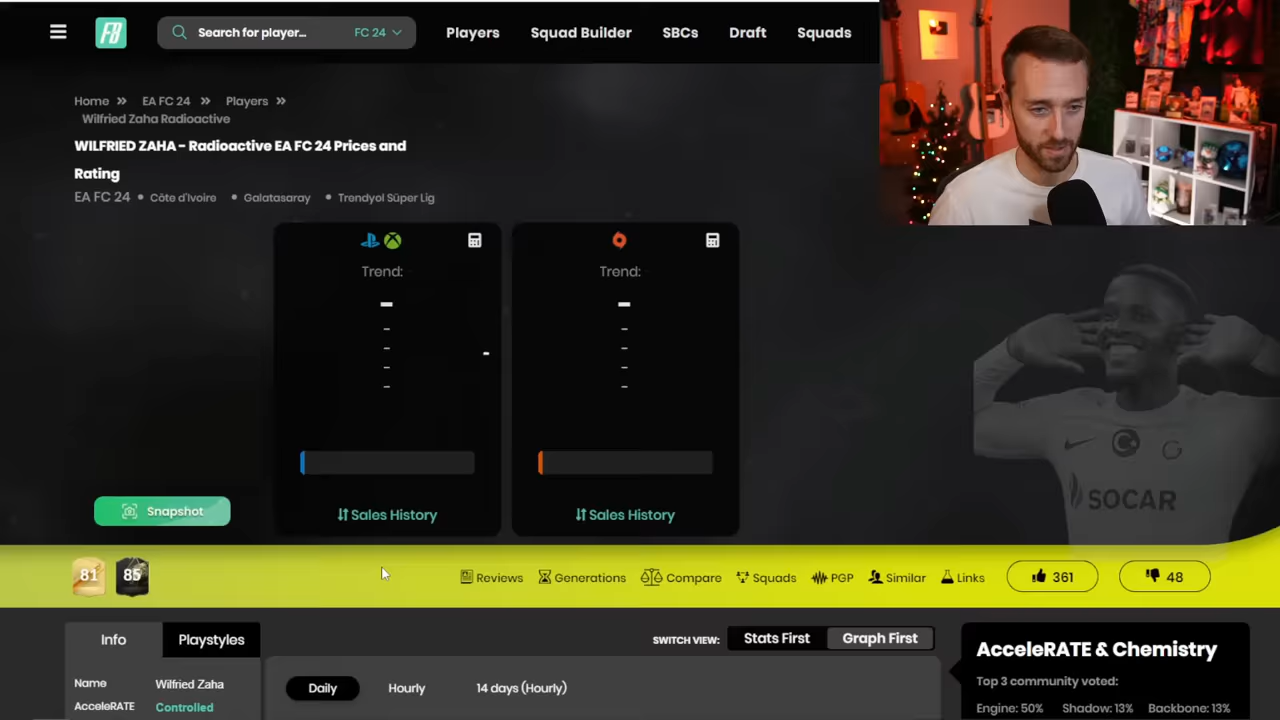 FB
Search for player...
FC 24
Players
Squad Builder
SBCs
Draft
Squads
Home » EA FC 24 » Players »
Wilfried Zaha Radioactive
WILFRIED ZAHA - Radioactive EA FC 24 Prices and
Rating
EA FC 24 • Côte d'Ivoire • Galatasaray • Trendyol Süper Lig
Trend:
-
-
-
-
-
-
Sales History
Trend:
-
-
-
-
-
Sales History
SOCAR
Snapshot
81
85
Reviews
Generations
Compare
Squads
PGP
Similar
Links
361
48
Info
Playstyles
SWITCH VIEW:
Stats First
Graph First
AcceleRATE & Chemistry
Top 3 community voted:
Engine: 50%
Shadow: 13%
Backbone: 13%
Name
Wilfried Zaha
AcceleRATE
Controlled
Daily
Hourly
14 days (Hourly)